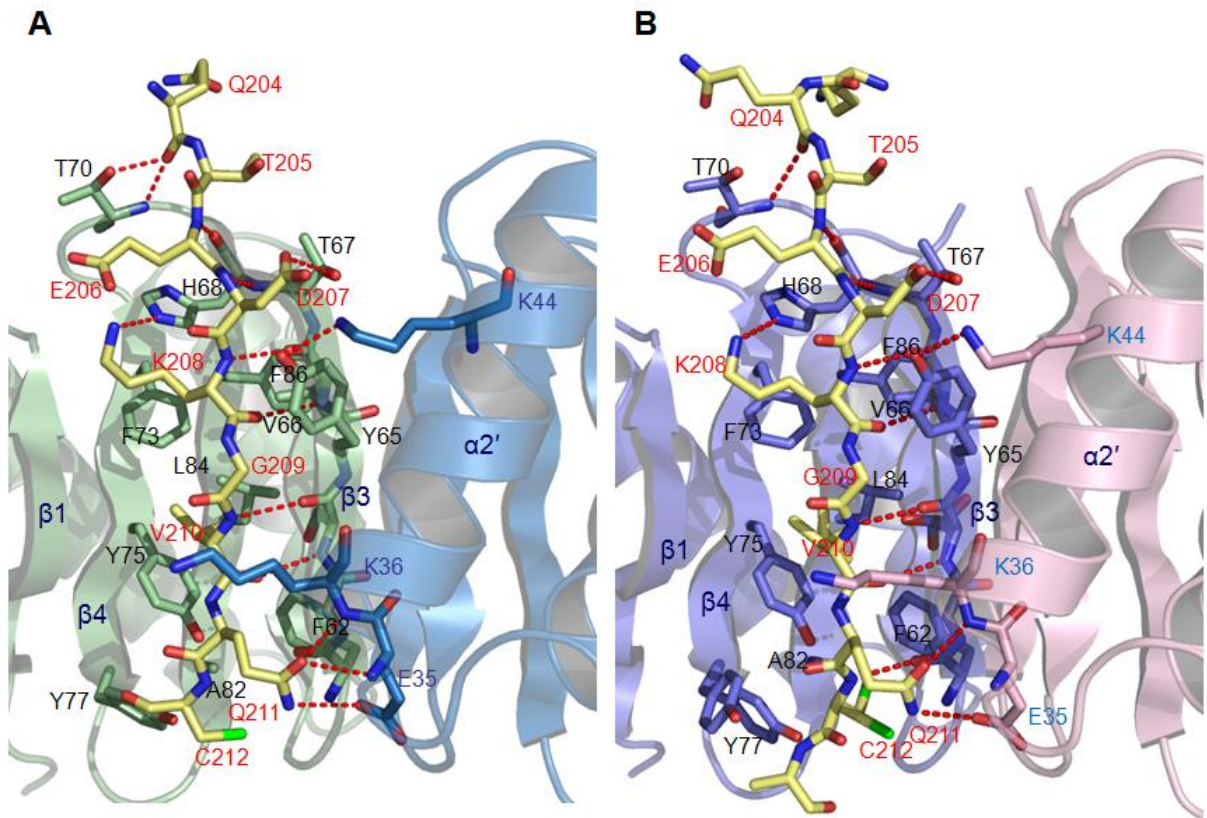 A
Q204
T205
T70
T67
E206
H68
D207
K44
K208
F86
F73
V66
Y65
L84
G209
α2′
β1
β3
V210
Y75
K36
β4
F62
A82
E35
Y77
Q211
C212
B
Q204
T205
T70
E206
T67
H68
D207
K44
K208
F86
V66
F73
Y65
G209
L84
α2′
β3
β1
Y75
V210
K36
β4
F62
A82
E35
Y77
C212
Q211